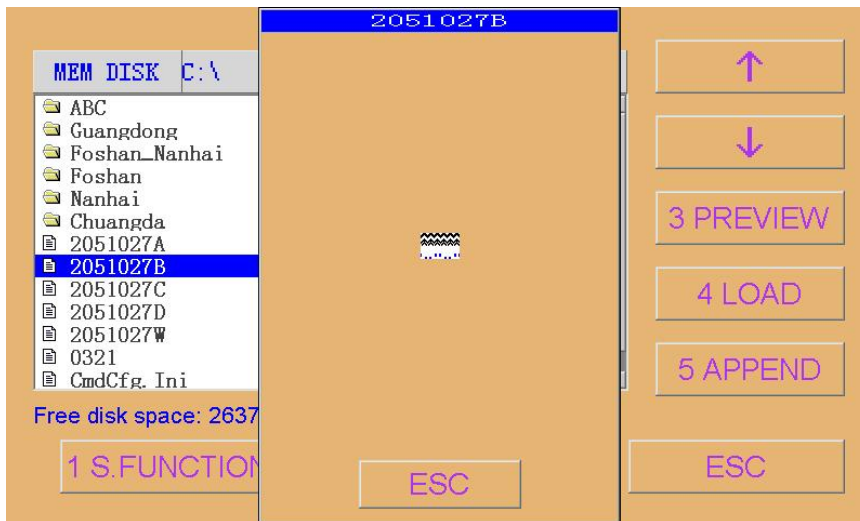 2051027B
MEM DISK C:\
ABC
Guangdong
Foshan_Nanhai
Foshan
Nanhai
Chuangda
2051027A
2051027B
2051027C
2051027D
2051027W
0321
CmdCfg.Ini
Free disk space: 2637
1 S.FUNCTION
ESC
↑
↓
3 PREVIEW
4 LOAD
5 APPEND
ESC